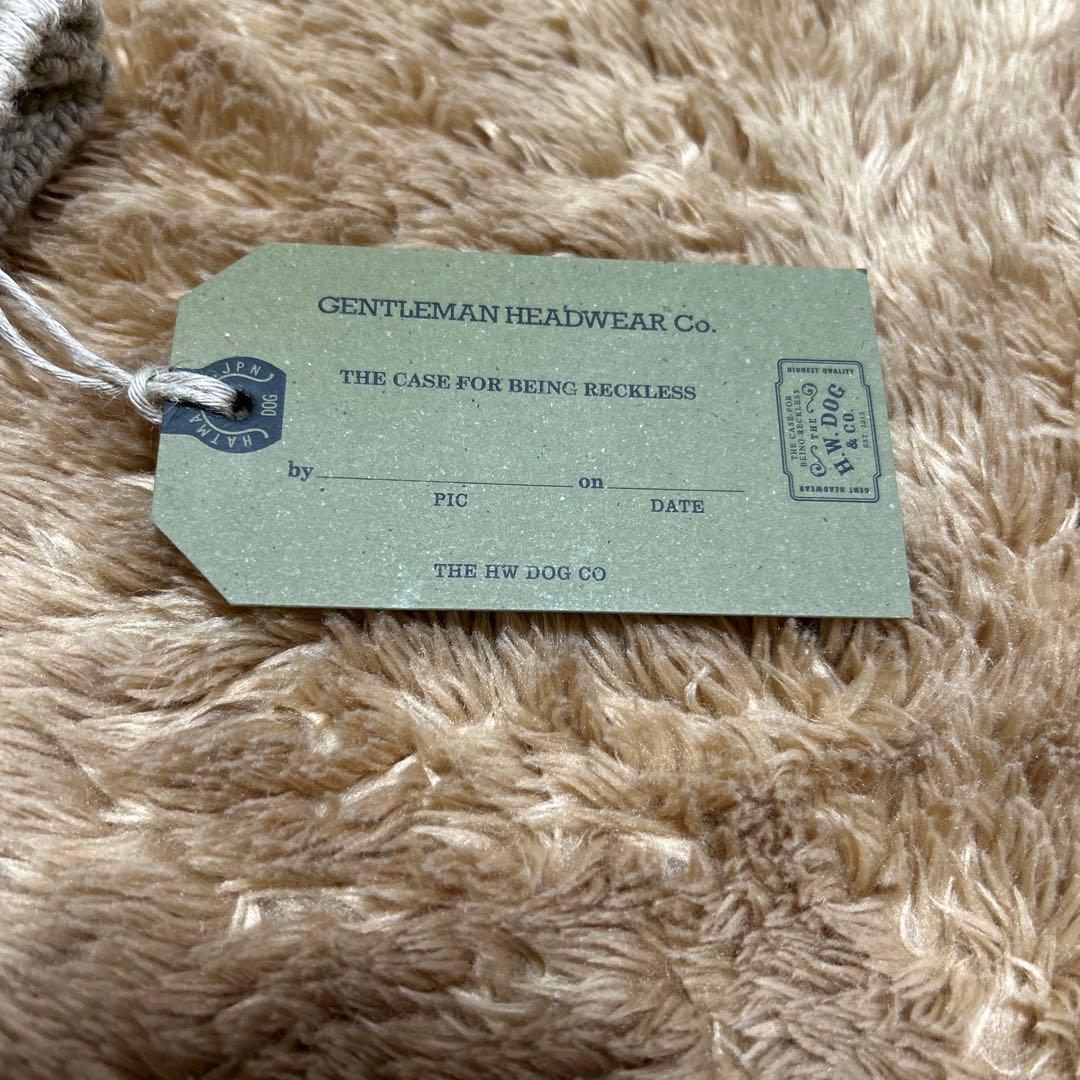 GENTLEMAN HEADWEAR Co.
THE CASE FOR BEING RECKLESS
by on
PIC DATE
THE HW DOG CO
JPN
DOG
HATMA
HIGHEST QUALITY
THE CASE FOR
BEING RECKLESS
THE
H.W. DOG
& CO.
EST. 2015
GENT HEADWEAR